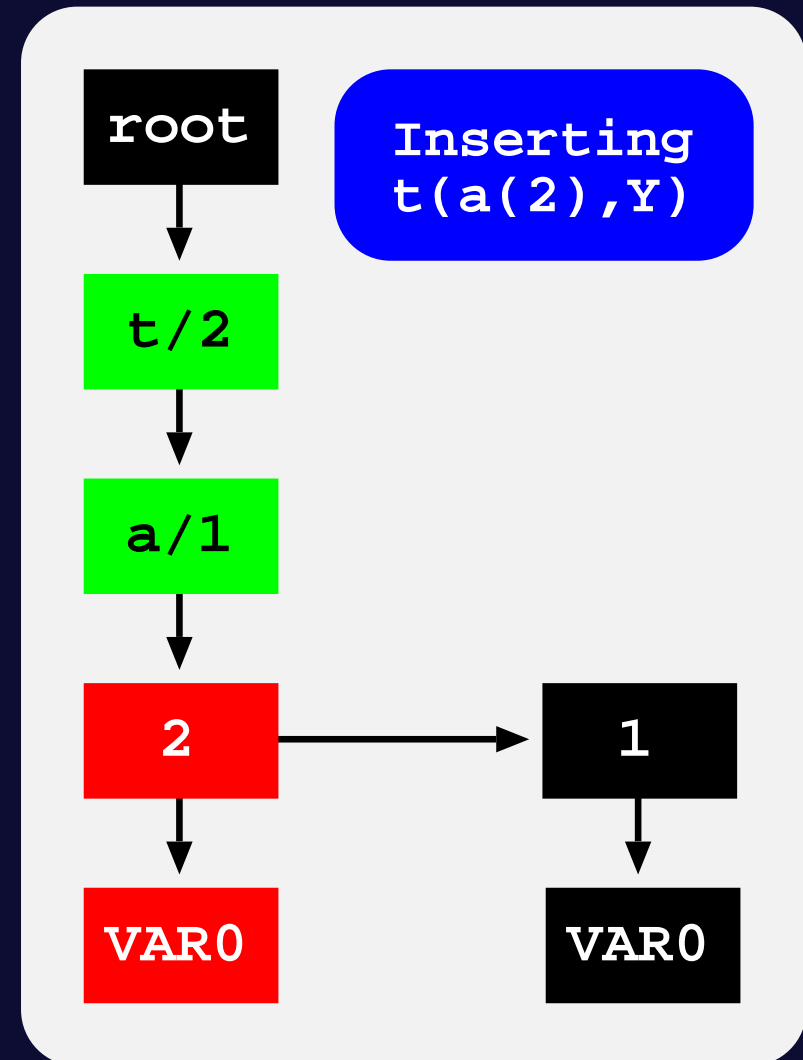 root
Inserting
t(a(2),Y)
t/2
a/1
2
1
VAR0
VAR0